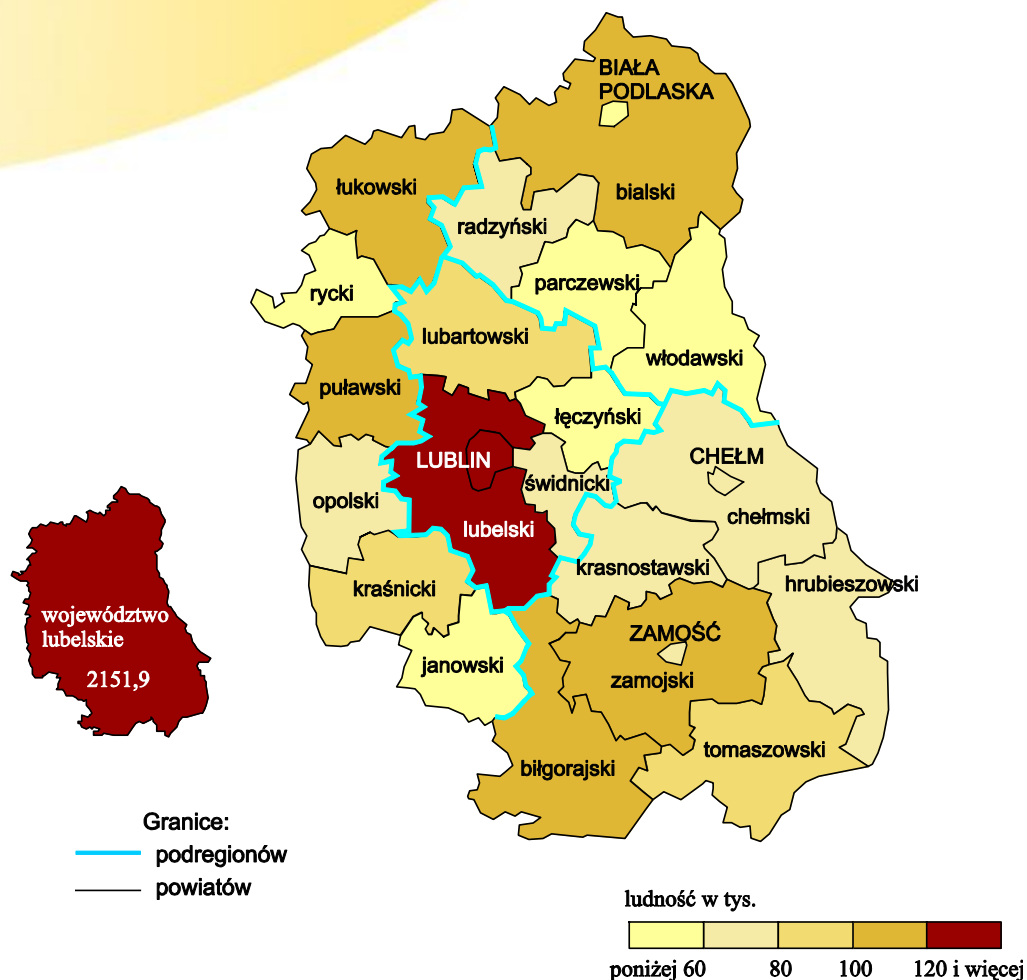 BIAŁA
PODLASKA
łukowski
bialski
radzyński
parczewski
rycki
lubartowski
włodawski
puławski
łęczyński
LUBLIN
CHEŁM
świdnicki
opolski
chełmski
lubelski
krasnostawski
hrubieszowski
kraśnicki
województwo
lubelskie
2151,9
ZAMOŚĆ
janowski
zamojski
tomaszowski
biłgorajski
Granice:
podregionów
powiatów
ludność w tys.
poniżej 60 80 100 120 i więcej